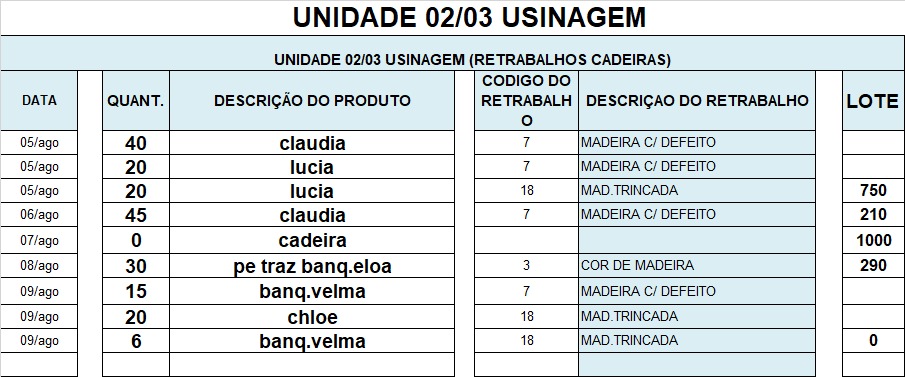 UNIDADE 02/03 USINAGEM
UNIDADE 02/03 USINAGEM (RETRABALHOS CADEIRAS)
DATA QUANT. DESCRIÇÃO DO PRODUTO CODIGO DO RETRABALHO DESCRIÇAO DO RETRABALHO LOTE
05/ago 40 claudia 7 MADEIRA C/ DEFEITO
05/ago 20 lucia 7 MADEIRA C/ DEFEITO
05/ago 20 lucia 18 MAD.TRINCADA 750
06/ago 45 claudia 7 MADEIRA C/ DEFEITO 210
07/ago 0 cadeira 1000
08/ago 30 pe traz banq.eloa 3 COR DE MADEIRA 290
09/ago 15 banq.velma 7 MADEIRA C/ DEFEITO
09/ago 20 chloe 18 MAD.TRINCADA
09/ago 6 banq.velma 18 MAD.TRINCADA 0